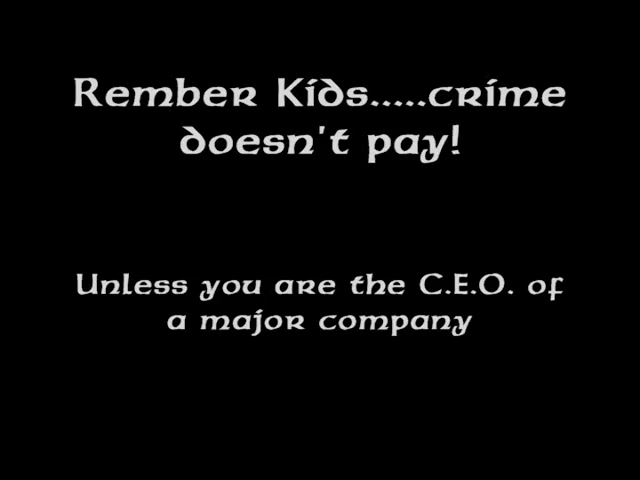 Rember Kids.....crime
doesn't pay!
Unless you are the C.E.O. of
a major company